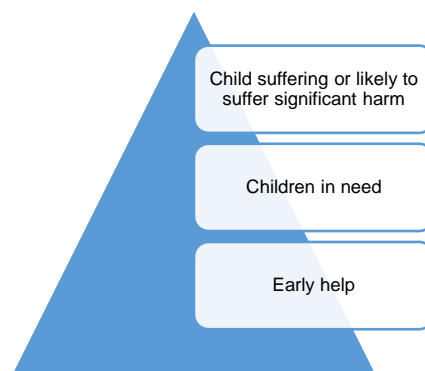 Child suffering or likely to
suffer significant harm
Children in need
Early help